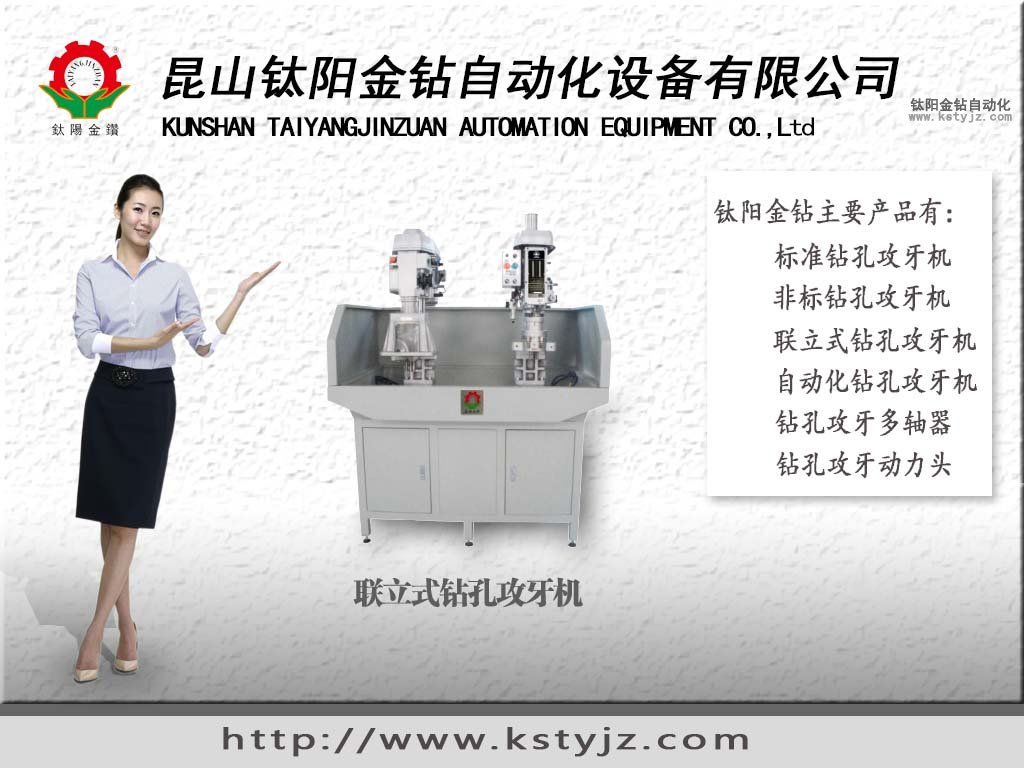 昆山钛阳金钻自动化设备有限公司
KUNSHAN TAIYANGJINZUAN AUTOMATION EQUIPMENT CO.,Ltd
TAIYANGJINZUAN
®
钛陽金鑽
钛阳金钻自动化
www.kstyjz.com
钛阳金钻主要产品有：
标准钻孔攻牙机
非标钻孔攻牙机
联立式钻孔攻牙机
自动化钻孔攻牙机
钻孔攻牙多轴器
钻孔攻牙动力头
联立式钻孔攻牙机
http://www.kstyjz.com